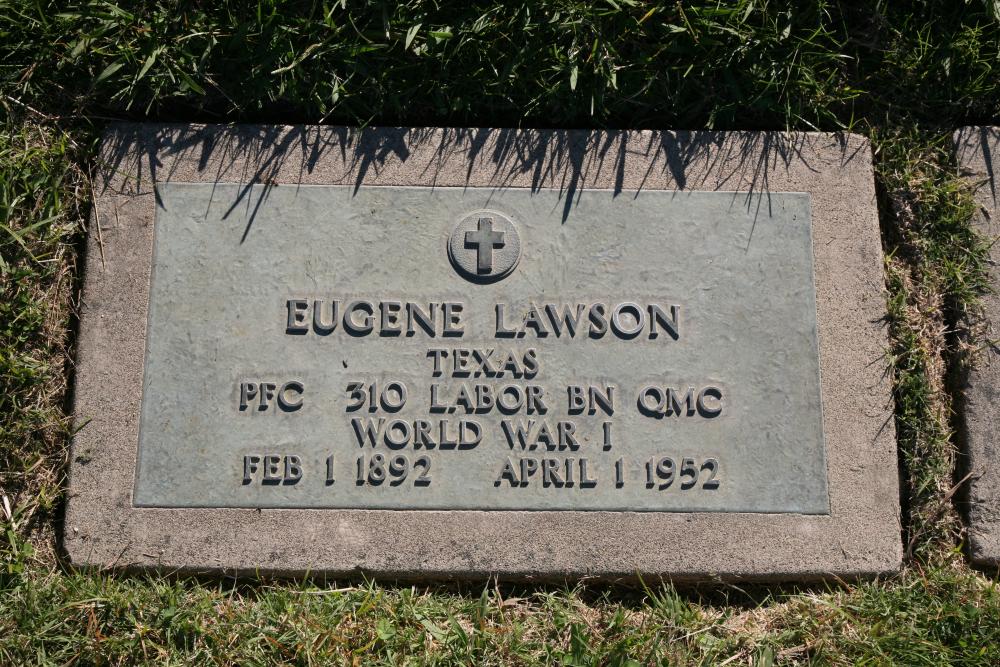 EUGENE LAWSON
TEXAS
PFC 310 LABOR BN QMC
WORLD WAR I
FEB 1 1892 APRIL 1 1952